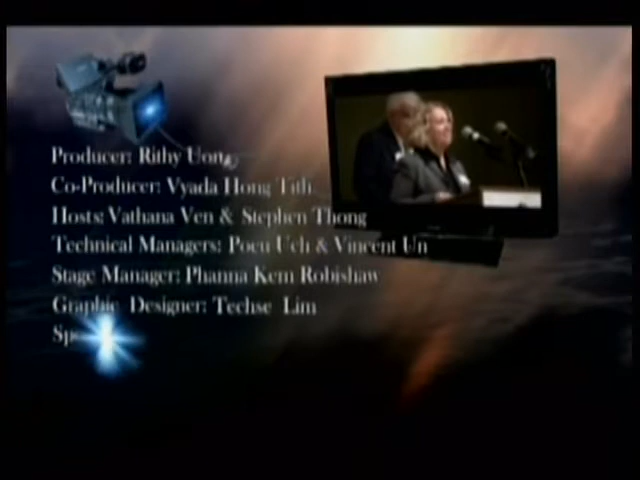 Producer: Rithy Uong
Co-Producer: Vyada Hong Tith
Hosts: Vathana Ven & Stephen Thong
Technical Managers: Poeu Uch & Vincent Un
Stage Manager: Phanna Kem Robishaw
Graphic Designer: Techse Lim